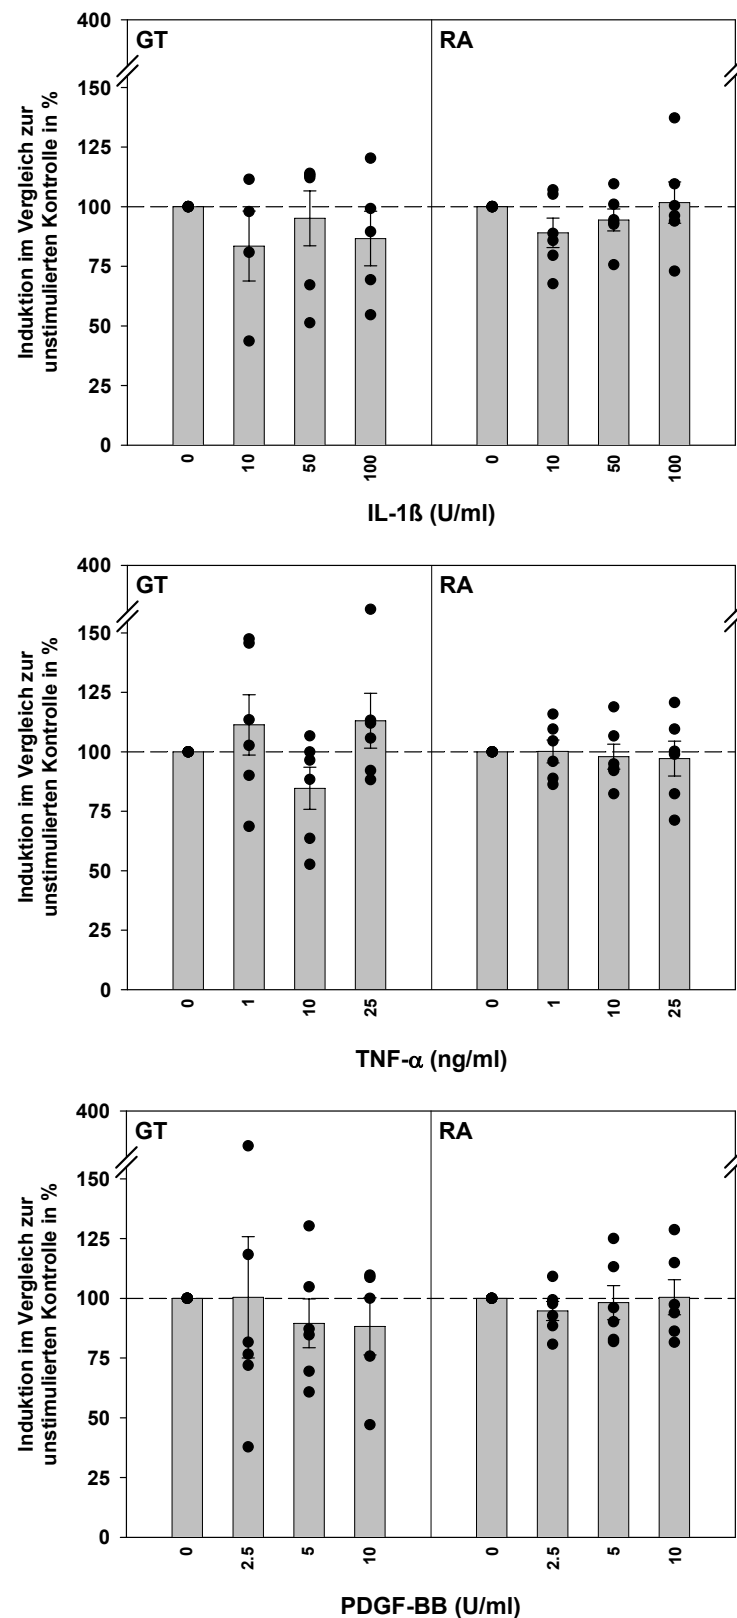 400
GT
RA
150
125
100
75
50
25
0
Induktion im Vergleich zur
unstimulierten Kontrolle in %
0 10 50 100 0 10 50 100
IL-1ß (U/ml)
400
GT
RA
150
125
100
75
50
25
0
Induktion im Vergleich zur
unstimulierten Kontrolle in %
0 1 10 25 0 1 10 25
TNF-α (ng/ml)
400
GT
RA
150
125
100
75
50
25
0
Induktion im Vergleich zur
unstimulierten Kontrolle in %
0 2.5 5 10 0 2.5 5 10
PDGF-BB (U/ml)